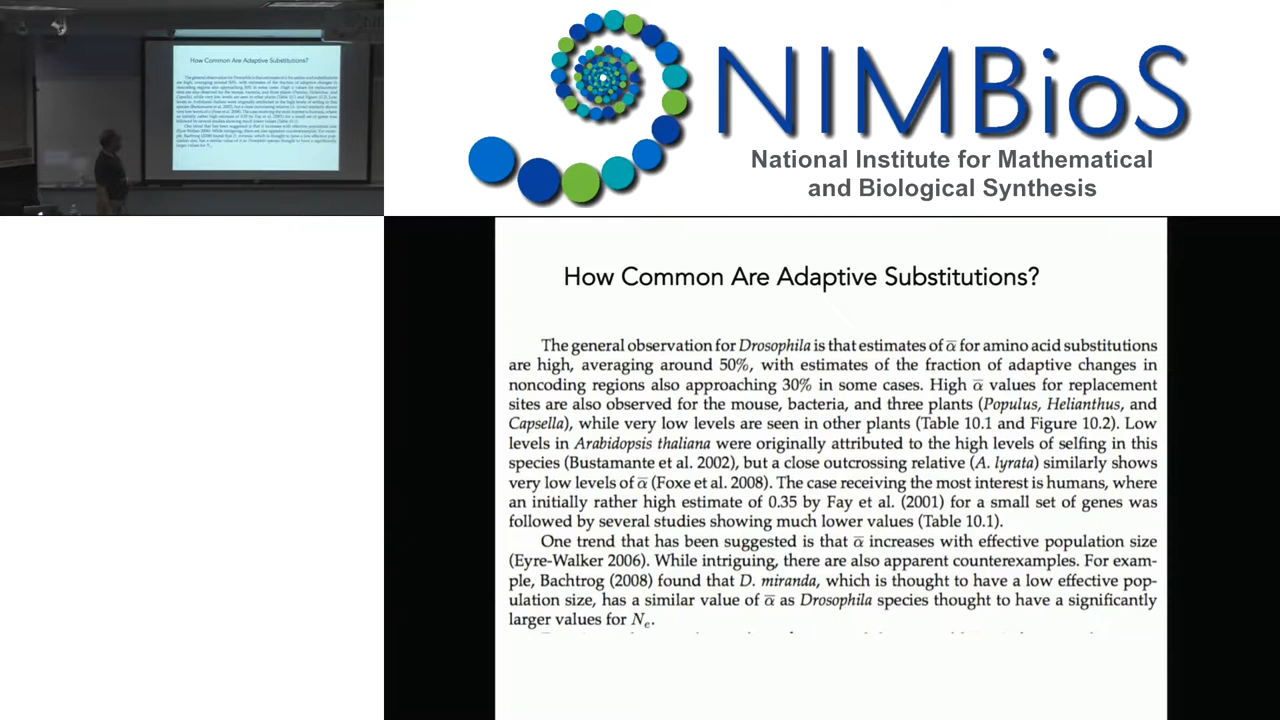 NIMBioS
National Institute for Mathematical
and Biological Synthesis
How Common Are Adaptive Substitutions?
The general observation for Drosophila is that estimates of ᾱ for amino acid substitutions
are high, averaging around 50%, with estimates of the fraction of adaptive changes in
noncoding regions also approaching 30% in some cases. High ᾱ values for replacement
sites are also observed for the mouse, bacteria, and three plants (Populus, Helianthus, and
Capsella), while very low levels are seen in other plants (Table 10.1 and Figure 10.2). Low
levels in Arabidopsis thaliana were originally attributed to the high levels of selfing in this
species (Bustamante et al. 2002), but a close outcrossing relative (A. lyrata) similarly shows
very low levels of ᾱ (Foxe et al. 2008). The case receiving the most interest is humans, where
an initially rather high estimate of 0.35 by Fay et al. (2001) for a small set of genes was
followed by several studies showing much lower values (Table 10.1).
One trend that has been suggested is that ᾱ increases with effective population size
(Eyre-Walker 2006). While intriguing, there are also apparent counterexamples. For exam-
ple, Bachtrog (2008) found that D. miranda, which is thought to have a low effective pop-
ulation size, has a similar value of ᾱ as Drosophila species thought to have a significantly
larger values for Nₑ.
How Common Are Adaptive Substitutions?